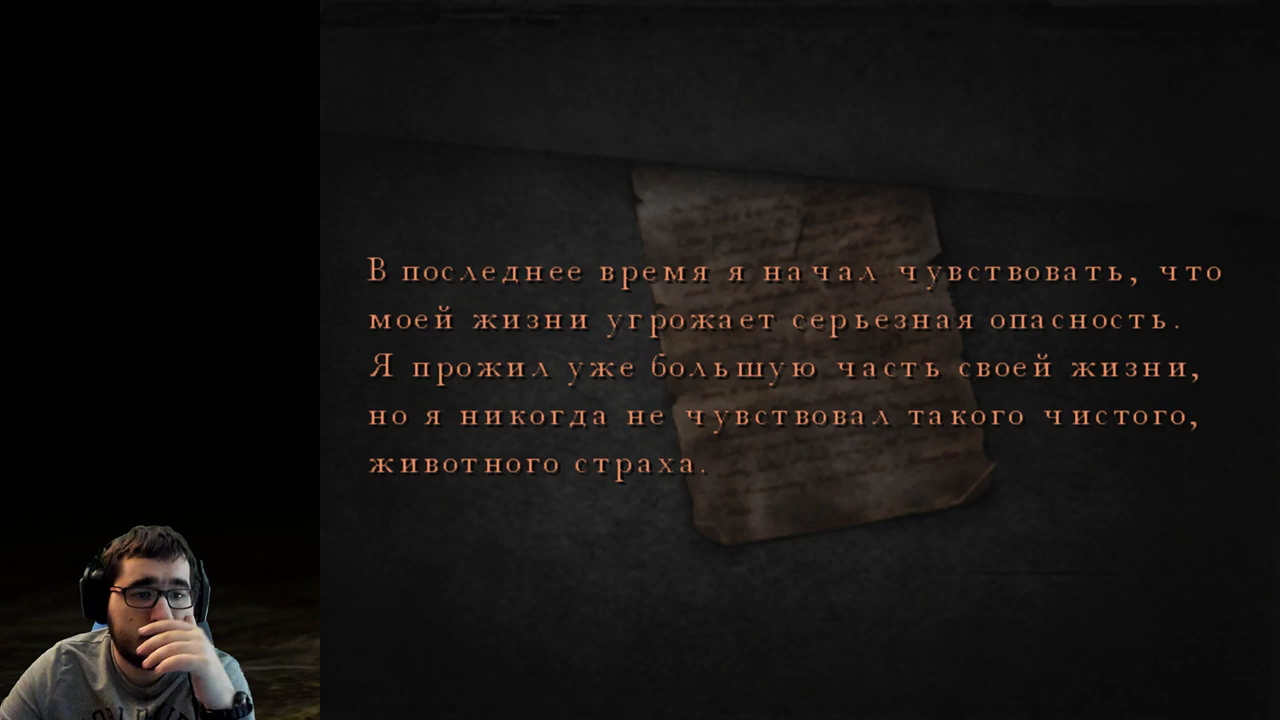 В последнее время я начал чувствовать, что
моей жизни угрожает серьезная опасность.
Я прожил уже большую часть своей жизни,
но я никогда не чувствовал такого чистого,
животного страха.